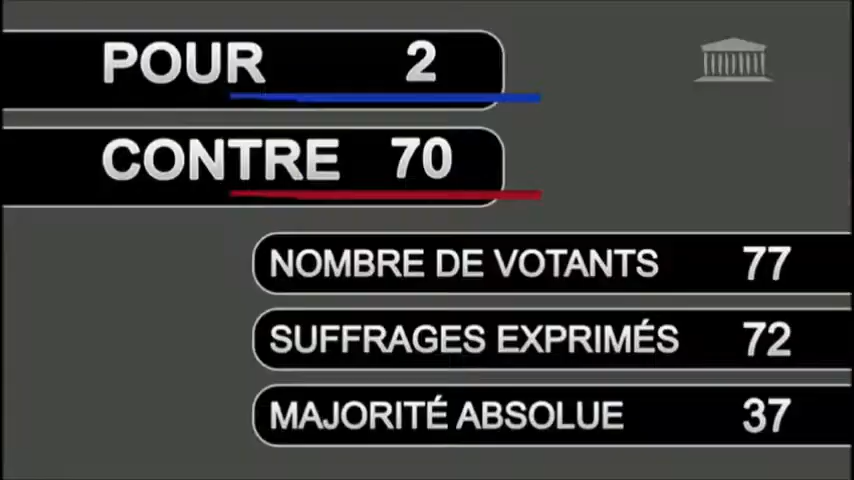 POUR 2
CONTRE 70
NOMBRE DE VOTANTS 77
SUFFRAGES EXPRIMÉS 72
MAJORITÉ ABSOLUE 37